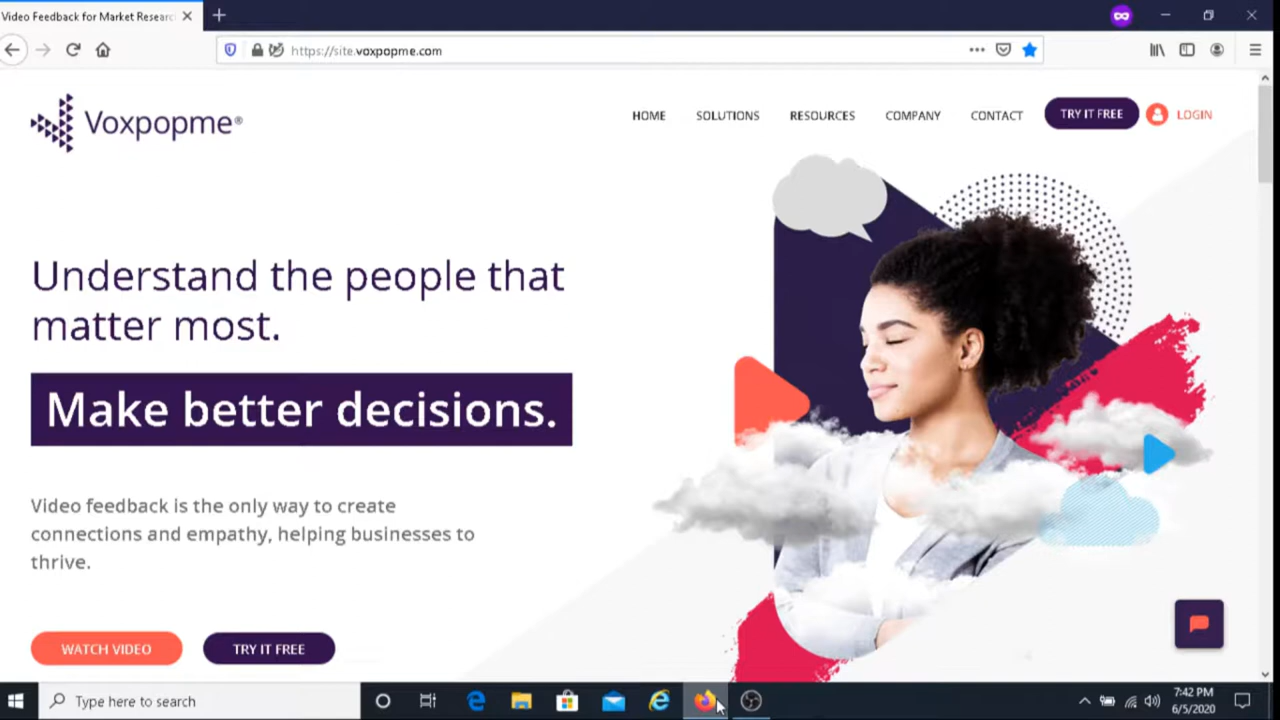 Video Feedback for Market Researc
https://site.voxpopme.com
Voxpopme®
HOME
SOLUTIONS
RESOURCES
COMPANY
CONTACT
TRY IT FREE
LOGIN
Understand the people that
matter most.
Make better decisions.
Video feedback is the only way to create
connections and empathy, helping businesses to
thrive.
WATCH VIDEO
TRY IT FREE
Type here to search
7:42 PM
6/5/2020